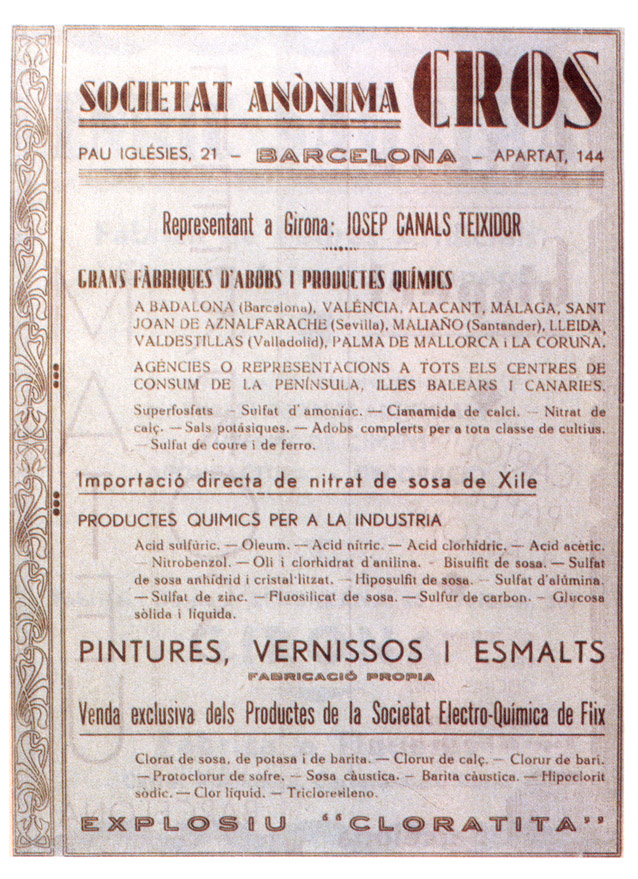 SOCIETAT ANÒNIMA CROS
PAU IGLÉSIES, 21 – BARCELONA – APARTAT, 144
Representant a Girona: JOSEP CANALS TEIXIDOR
GRANS FÀBRIQUES D'ABOBS I PRODUCTES QUÍMICS
A BADALONA (Barcelona), VALÉNCIA, ALACANT, MÁLAGA, SANT
JOAN DE AZNALFARACHE (Sevilla), MALIAÑO (Santander), LLEIDA,
VALDESTILLAS (Valladolid), PALMA DE MALLORCA i LA CORUÑA.
AGÉNCIES O REPRESENTACIONS A TOTS ELS CENTRES DE
CONSUM DE LA PENÍNSULA, ILLES BALEARS I CANARIES.
Superfosfats – Sulfat d'amoniac. — Cianamida de calci. – Nitrat de
calç. — Sals potásiques. — Adobs complerts per a tota classe de cultius.
– Sulfat de coure i de ferro.
Importació directa de nitrat de sosa de Xile
PRODUCTES QUIMICS PER A LA INDUSTRIA
Acid sulfúric. — Oleum. — Acid nítric. — Acid clorhídric. — Acid acètic.
– Nitrobenzol. — Oli i clorhidrat d'anilina. – Bisulfit de sosa. — Sulfat
de sosa anhídrid i cristal·litzat. — Hiposulfit de sosa. – Sulfat d'alúmina.
— Sulfat de zinc. — Fluosilicat de sosa. — Sulfur de carbon. – Glucosa
sòlida i líquida.
PINTURES, VERNISSOS I ESMALTS
FABRICACIÓ PROPIA
Venda exclusiva dels Productes de la Societat Electro-Química de Flix
Clorat de sosa, de potasa i de barita. — Clorur de calç. – Clorur de bari.
— Protoclorur de sofre. – Sosa càustica. – Barita càustica. — Hipoclorit
sòdic. — Clor líquid. – Tricloretileno.
EXPLOSIU "CLORATITA"